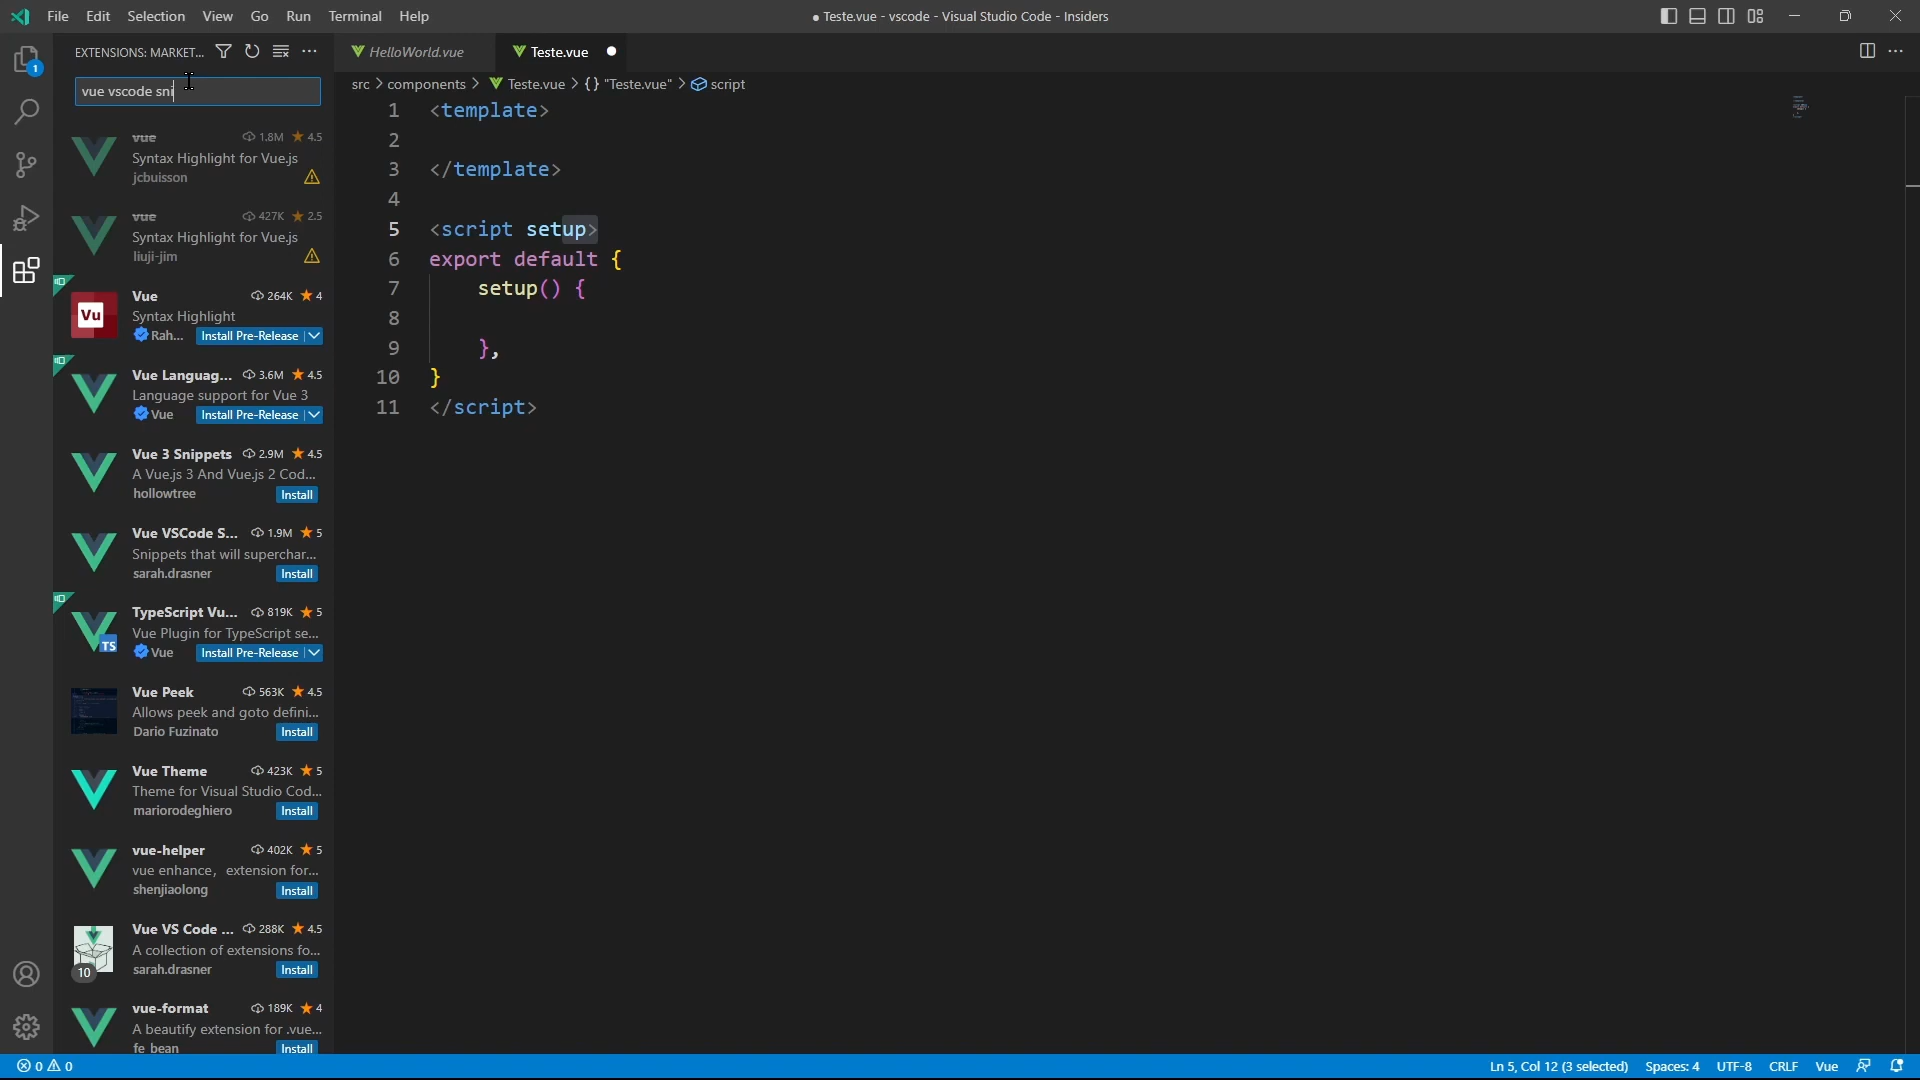 File Edit Selection View Go Run Terminal Help
● Teste.vue - vscode - Visual Studio Code - Insiders
1
EXTENSIONS: MARKET...
vue vscode sni
vue 1.8M ★ 4.5
Syntax Highlight for Vue.js
jcbuisson
vue 427K ★ 2.5
Syntax Highlight for Vue.js
liuji-jim
Vu
Vue 264K ★ 4
Syntax Highlight
Rah... Install Pre-Release
Vue Languag... 3.6M ★ 4.5
Language support for Vue 3
Vue Install Pre-Release
Vue 3 Snippets 2.9M ★ 4.5
A Vue.js 3 And Vue.js 2 Cod...
hollowtree Install
Vue VSCode S... 1.9M ★ 5
Snippets that will superchar...
sarah.drasner Install
TypeScript Vu... 819K ★ 5
Vue Plugin for TypeScript se...
TS
Vue Install Pre-Release
Vue Peek 563K ★ 4.5
Allows peek and goto defini...
Dario Fuzinato Install
Vue Theme 423K ★ 5
Theme for Visual Studio Cod...
mariorodeghiero Install
vue-helper 402K ★ 5
vue enhance，extension for...
shenjiaolong Install
Vue VS Code ... 288K ★ 4.5
A collection of extensions fo...
10
sarah.drasner Install
vue-format 189K ★ 4
A beautify extension for .vue...
fe_bean Install
HelloWorld.vue Teste.vue ●
src > components > Teste.vue > {} "Teste.vue" > script
1 <template>
2
3 </template>
4
5 <script setup>
6 export default {
7 setup() {
8
9 },
10 }
11 </script>
0 0 Ln 5, Col 12 (3 selected) Spaces: 4 UTF-8 CRLF Vue